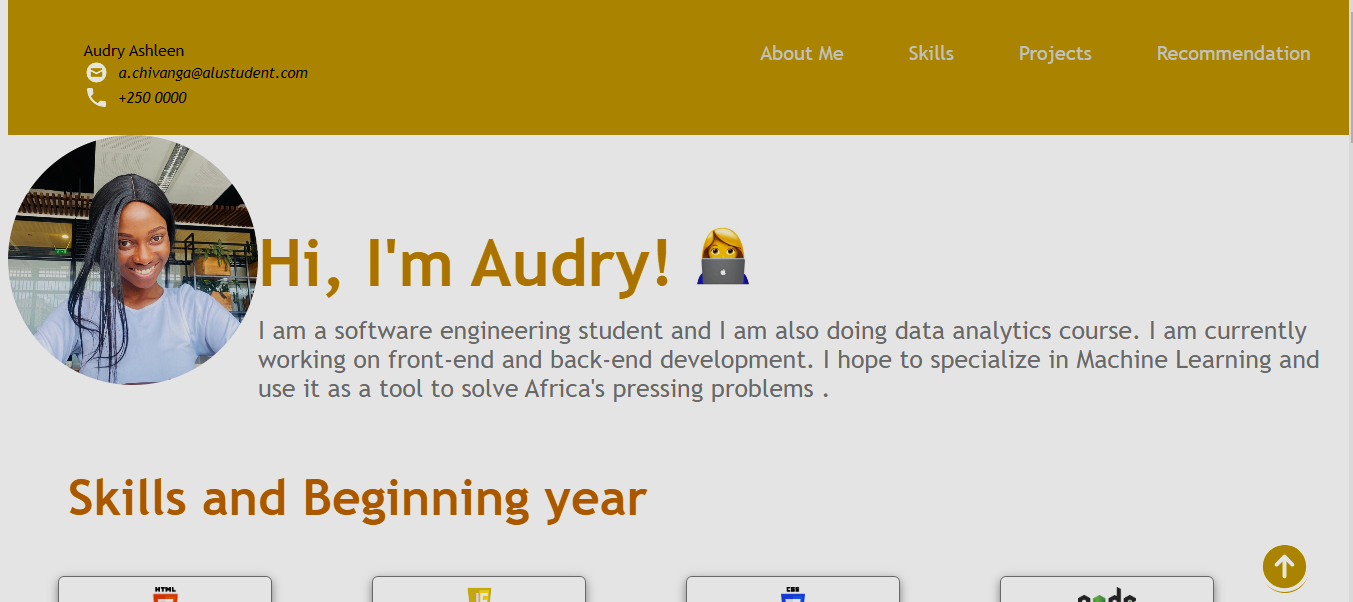 Audry Ashleen
a.chivanga@alustudent.com
+250 0000
About Me Skills Projects Recommendation
Hi, I'm Audry!
I am a software engineering student and I am also doing data analytics course. I am currently
working on front-end and back-end development. I hope to specialize in Machine Learning and
use it as a tool to solve Africa's pressing problems .
Skills and Beginning year
HTML JS CSS node